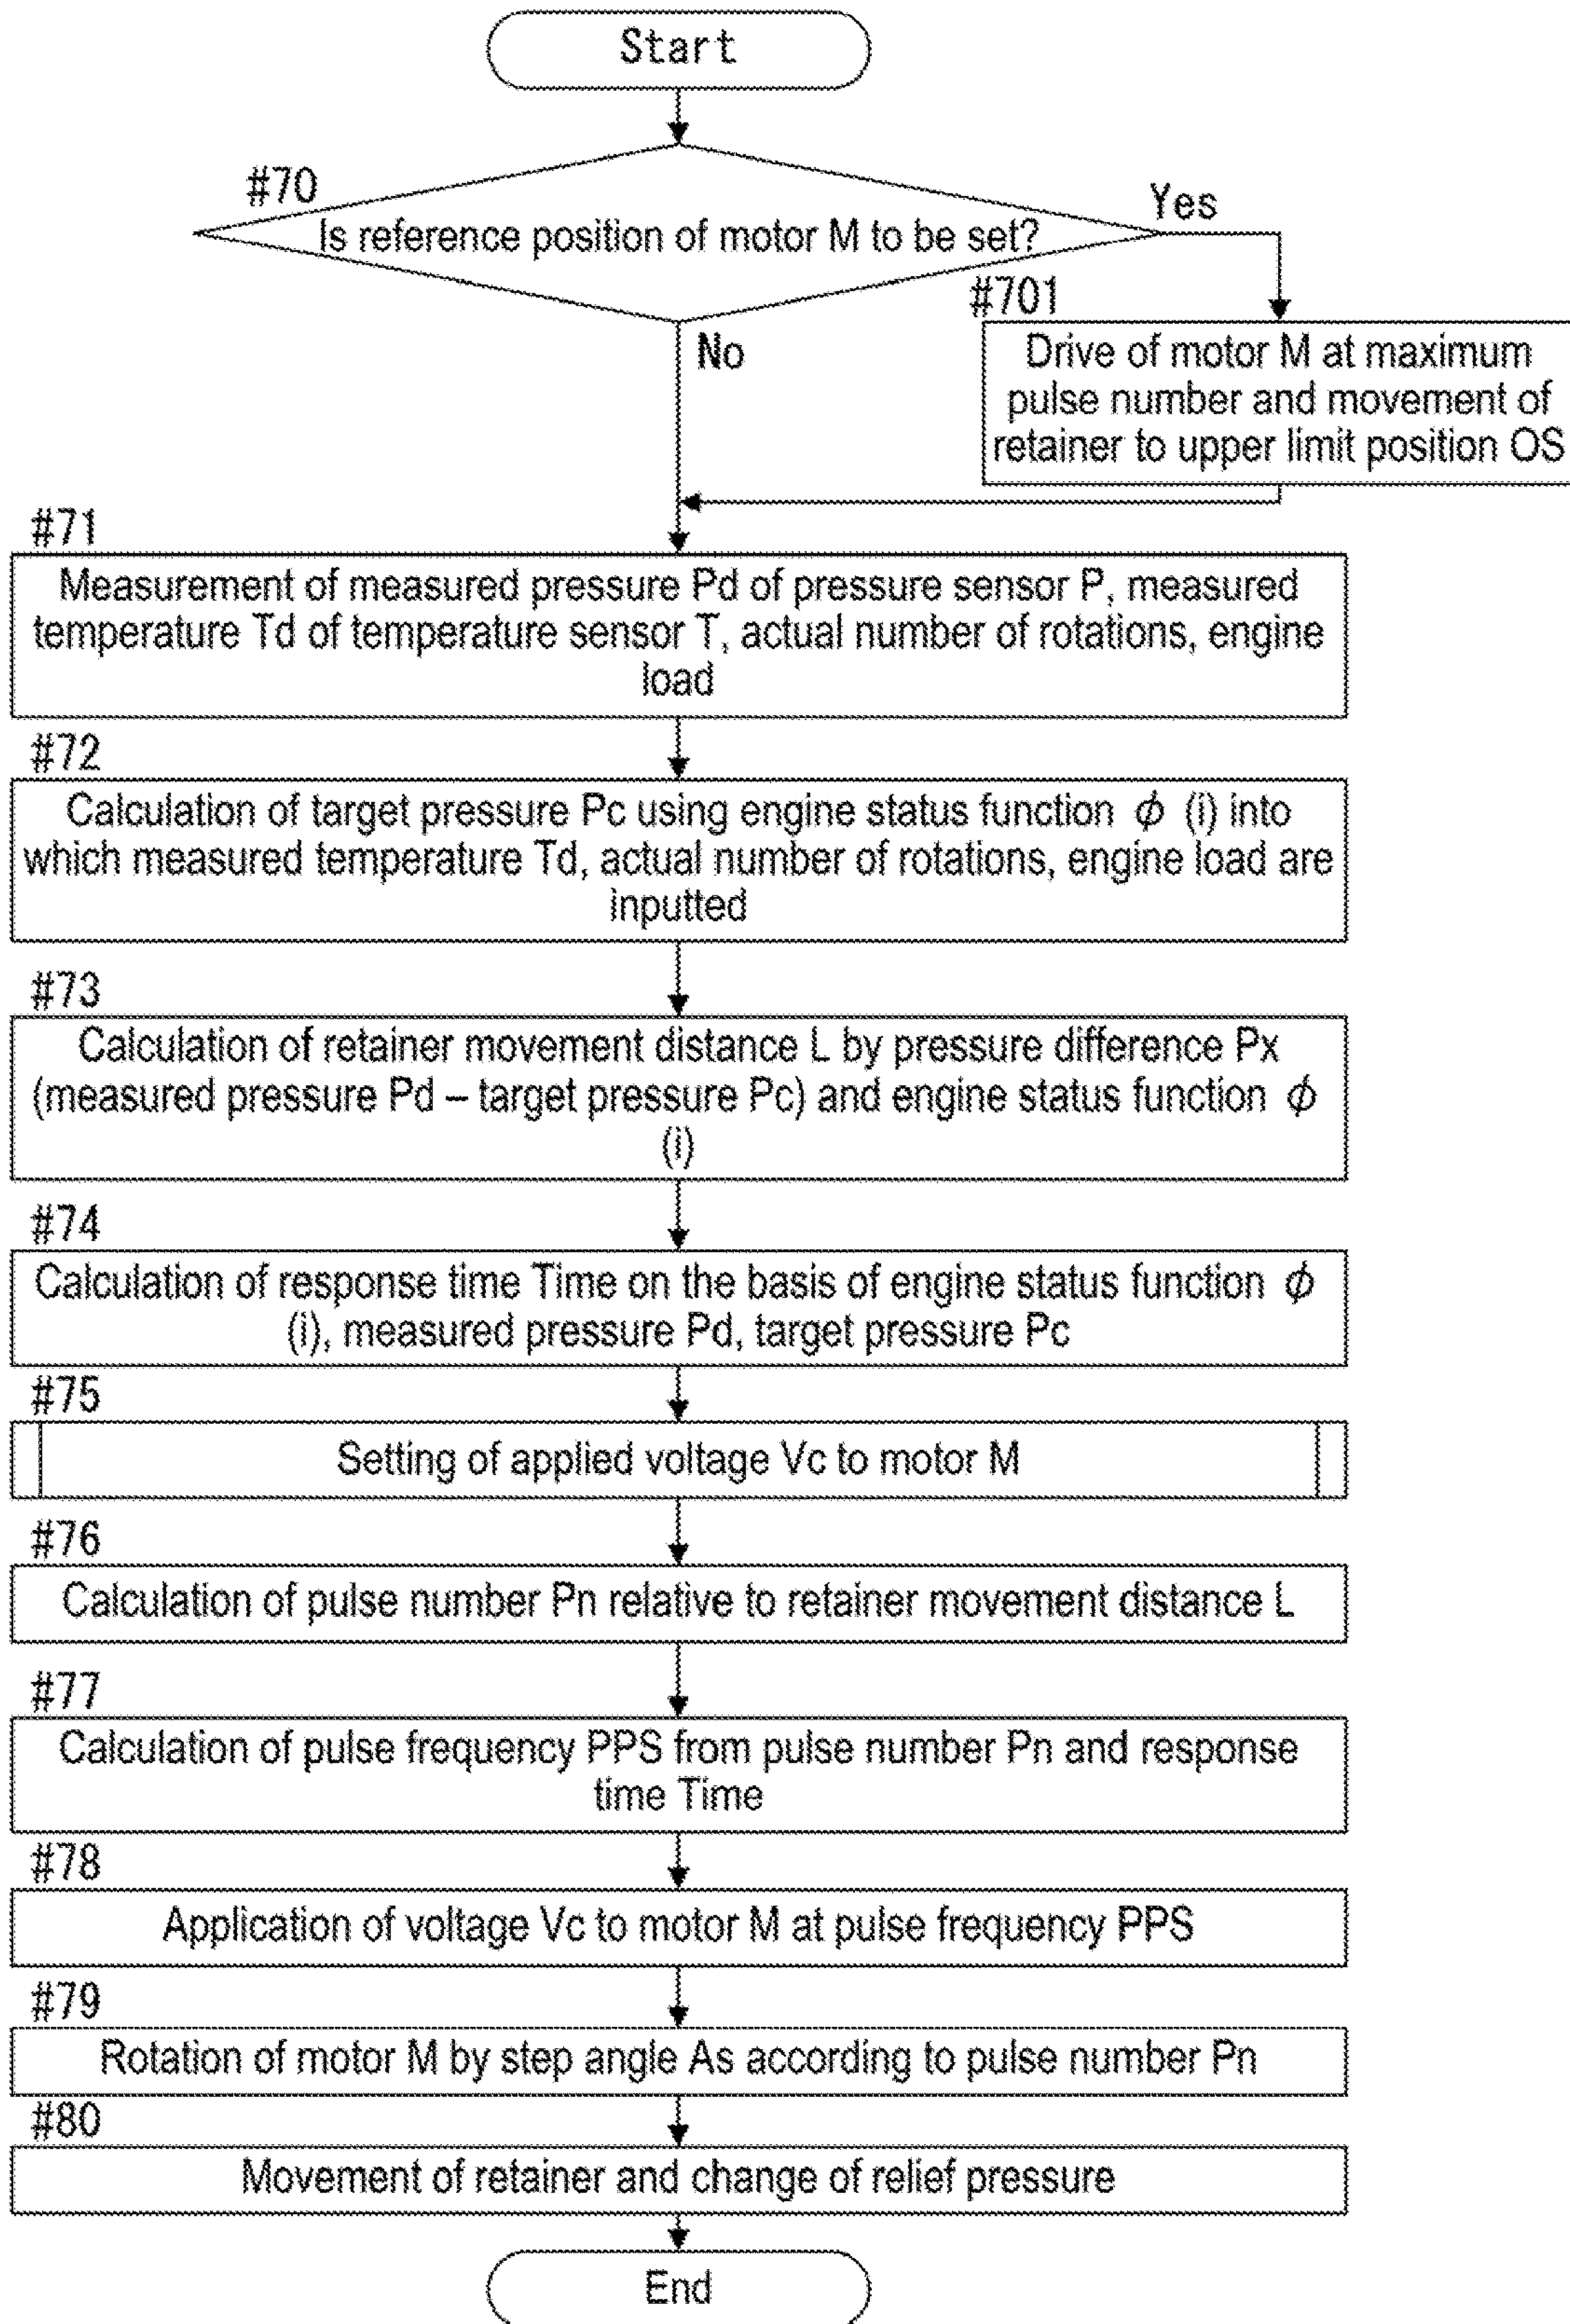 Start
#70
Is reference position of motor M to be set?
Yes
No
#701
Drive of motor M at maximum
pulse number and movement of
retainer to upper limit position OS
#71
Measurement of measured pressure Pd of pressure sensor P, measured
temperature Td of temperature sensor T, actual number of rotations, engine
load
#72
Calculation of target pressure Pc using engine status function ϕ (i) into
which measured temperature Td, actual number of rotations, engine load are
inputted
#73
Calculation of retainer movement distance L by pressure difference Px
(measured pressure Pd – target pressure Pc) and engine status function ϕ
(i)
#74
Calculation of response time Time on the basis of engine status function ϕ
(i), measured pressure Pd, target pressure Pc
#75
Setting of applied voltage Vc to motor M
#76
Calculation of pulse number Pn relative to retainer movement distance L
#77
Calculation of pulse frequency PPS from pulse number Pn and response
time Time
#78
Application of voltage Vc to motor M at pulse frequency PPS
#79
Rotation of motor M by step angle As according to pulse number Pn
#80
Movement of retainer and change of relief pressure
End